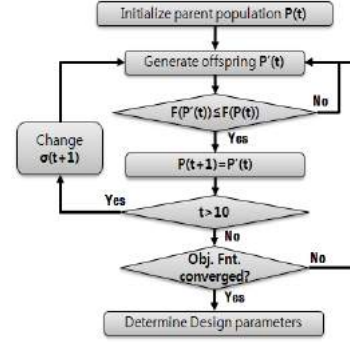 Initialize parent population P(t)
Generate offspring P'(t)
F(P'(t))≤F(P(t))
No
Yes
Change
σ(t+1)
P(t+1)=P'(t)
Yes
t>10
No
Obj. Fnt.
converged?
No
Yes
Determine Design parameters